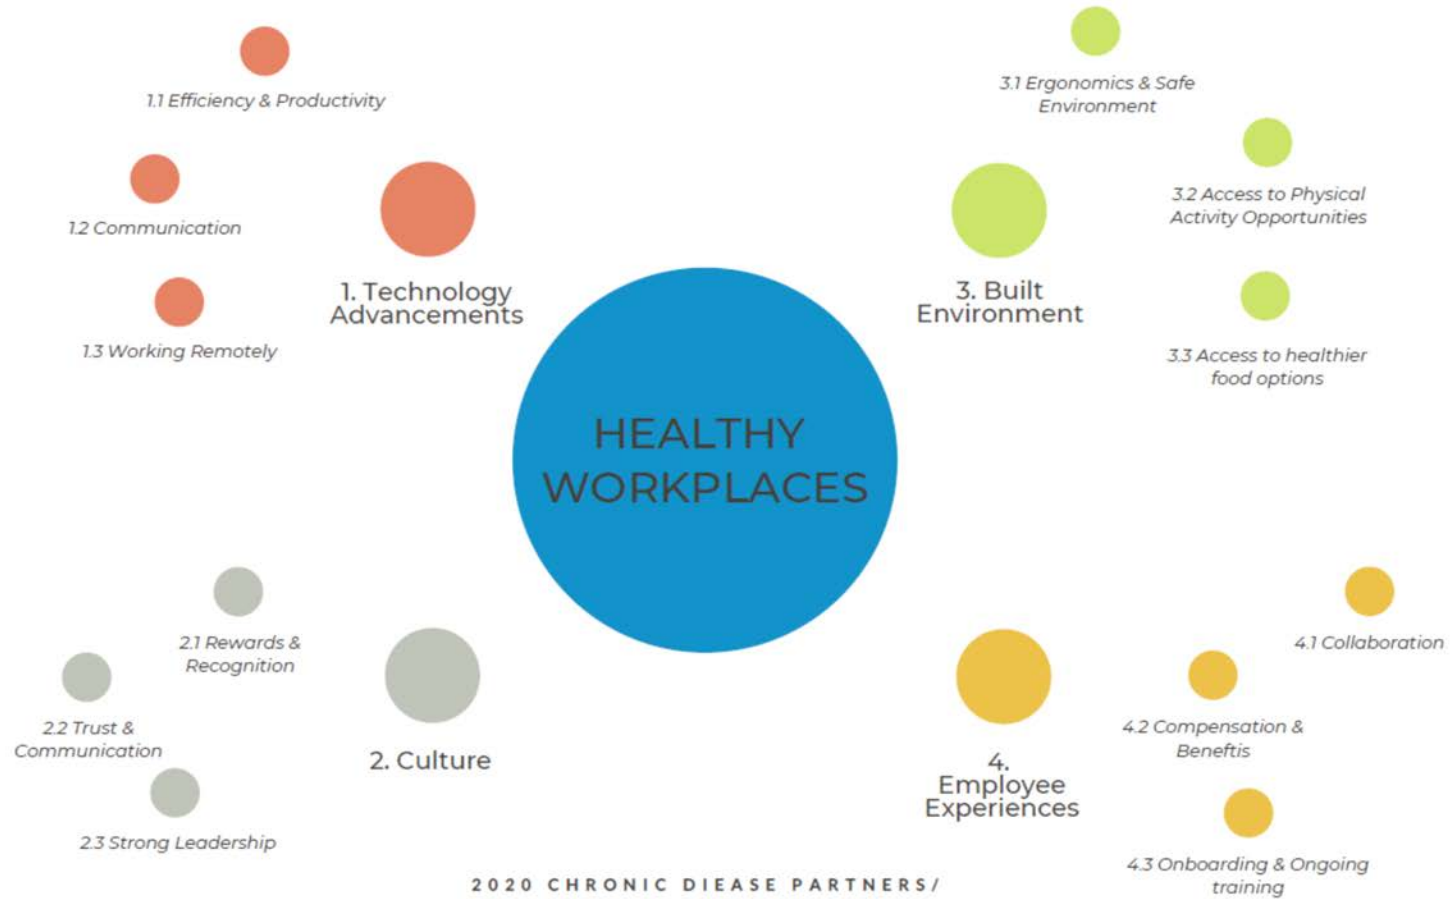 1.1 Efficiency & Productivity
1.2 Communication
1.3 Working Remotely
1. Technology
Advancements
3.1 Ergonomics & Safe
Environment
3.2 Access to Physical
Activity Opportunities
3.3 Access to healthier
food options
3. Built
Environment
HEALTHY
WORKPLACES
2.1 Rewards &
Recognition
2.2 Trust &
Communication
2.3 Strong Leadership
2. Culture
4.1 Collaboration
4.2 Compensation &
Beneftis
4.3 Onboarding & Ongoing
training
4.
Employee
Experiences
2020 CHRONIC DIEASE PARTNERS/